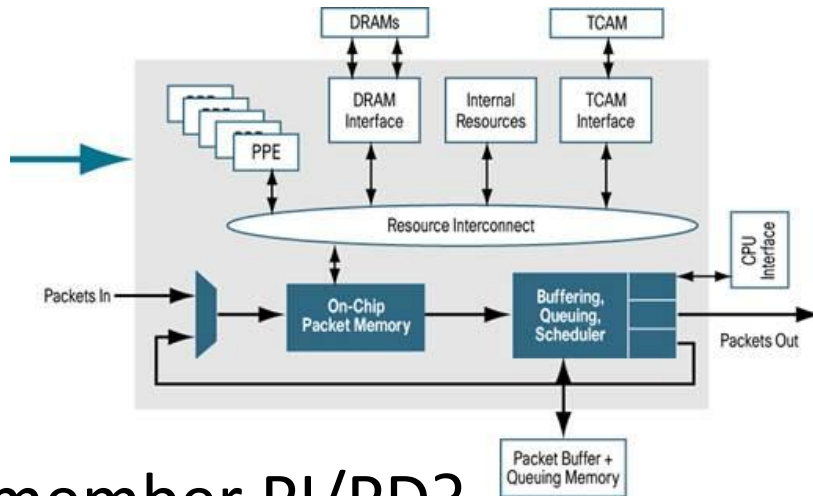 DRAMs
TCAM
DRAM
Interface
Internal
Resources
TCAM
Interface
PPE
Resource Interconnect
CPU
Interface
Packets In
On-Chip
Packet Memory
Buffering,
Queuing,
Scheduler
Packets Out
Packet Buffer +
Queuing Memory